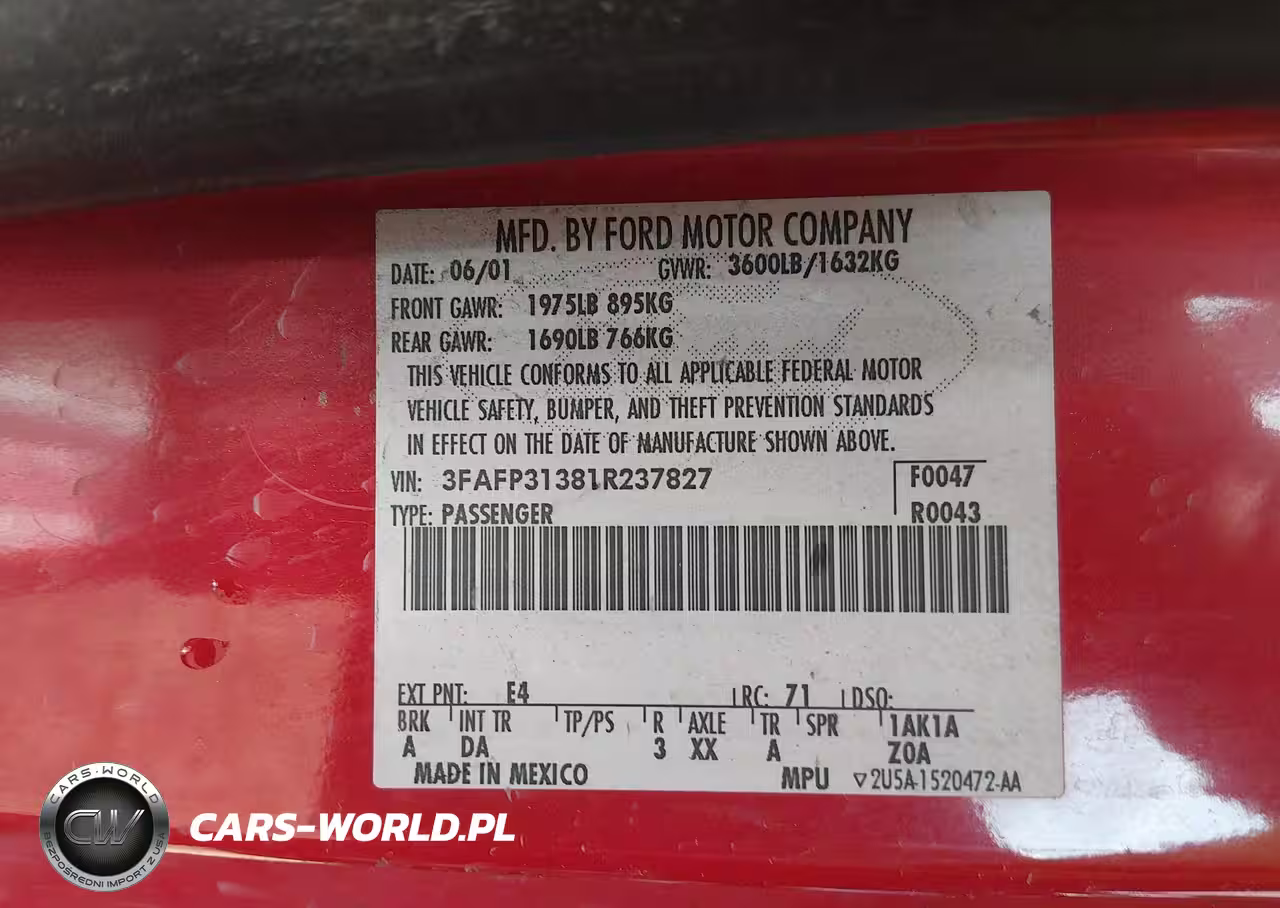 MFD. BY FORD MOTOR COMPANY
DATE: 06/01 GVWR: 3600LB/1632KG
FRONT GAWR: 1975LB 895KG
REAR GAWR: 1690LB 766KG
THIS VEHICLE CONFORMS TO ALL APPLICABLE FEDERAL MOTOR
VEHICLE SAFETY, BUMPER, AND THEFT PREVENTION STANDARDS
IN EFFECT ON THE DATE OF MANUFACTURE SHOWN ABOVE.
VIN: 3FAFP31381R237827 F0047
TYPE: PASSENGER R0043
EXT PNT: E4 RC: 71 DSO:
BRK INT TR TP/PS R AXLE TR SPR 1AK1A
A DA 3 XX A Z0A
MADE IN MEXICO MPU 2U5A-1520472-AA
CARS-WORLD
CW
BEZPOŚREDNI IMPORT Z USA
CARS-WORLD.PL